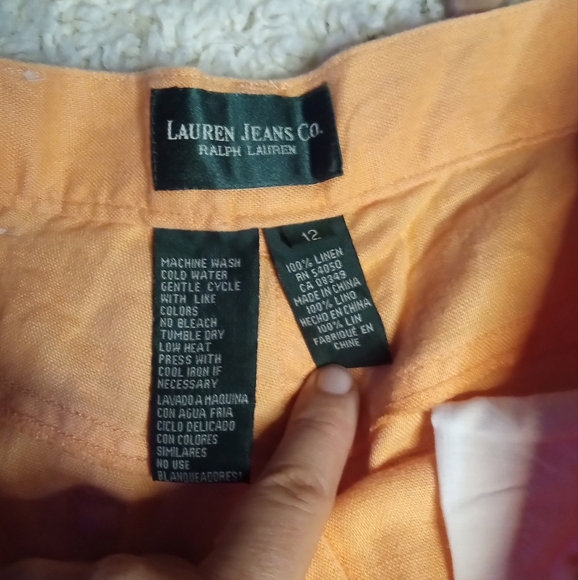 LAUREN JEANS CO.
RALPH LAUREN
MACHINE WASH
COLD WATER
GENTLE CYCLE
WITH LIKE
COLORS
NO BLEACH
TUMBLE DRY
LOW HEAT
PRESS WITH
COOL IRON IF
NECESSARY
LAVADO A MAQUINA
CON AGUA FRIA
CICLO DELICADO
CON COLORES
SIMILARES
NO USE
BLANQUEADORES!
12
100% LINEN
RN 54050
CA 08349
MADE IN CHINA
100% LINO
HECHO EN CHINA
100% LIN
FABRIQUÉ EN
CHINE